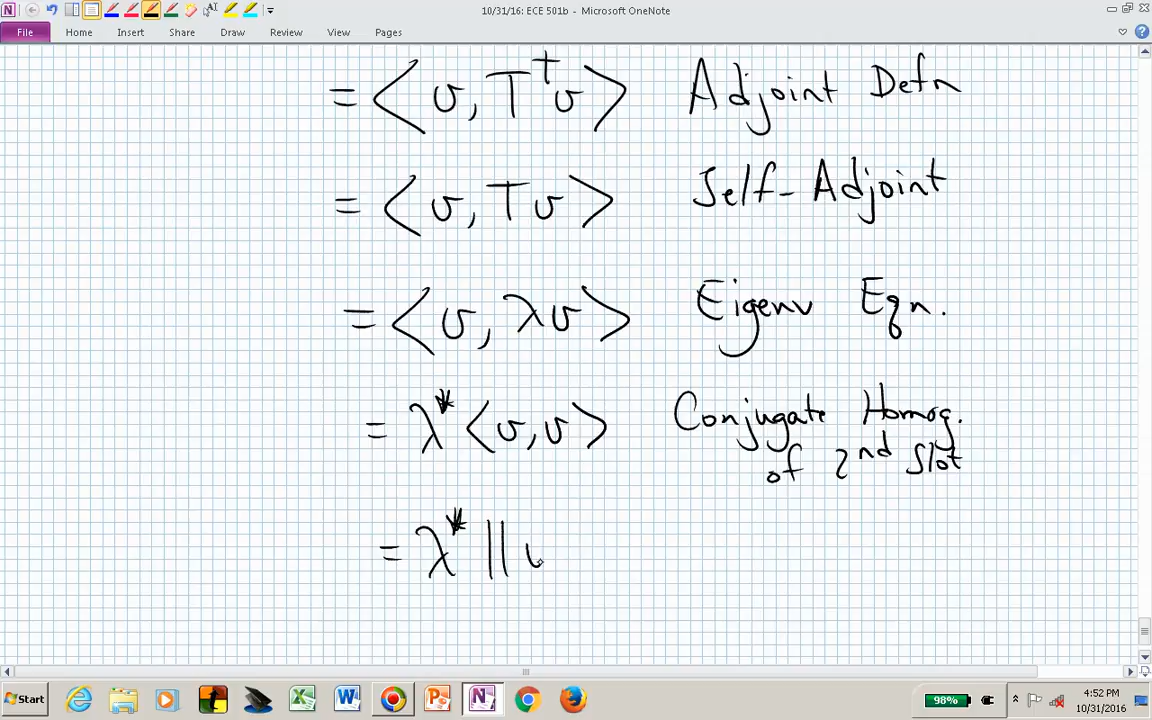 10/31/16: ECE 501b - Microsoft OneNote
File Home Insert Share Draw Review View Pages
= <v, T†v> Adjoint Defn
= <v, Tv> Self-Adjoint
= <v, λv> Eigenv Eqn.
= λ* <v, v> Conjugate Homog.
of 2nd Slot
= λ* || v
Start
98%
4:52 PM
10/31/2016